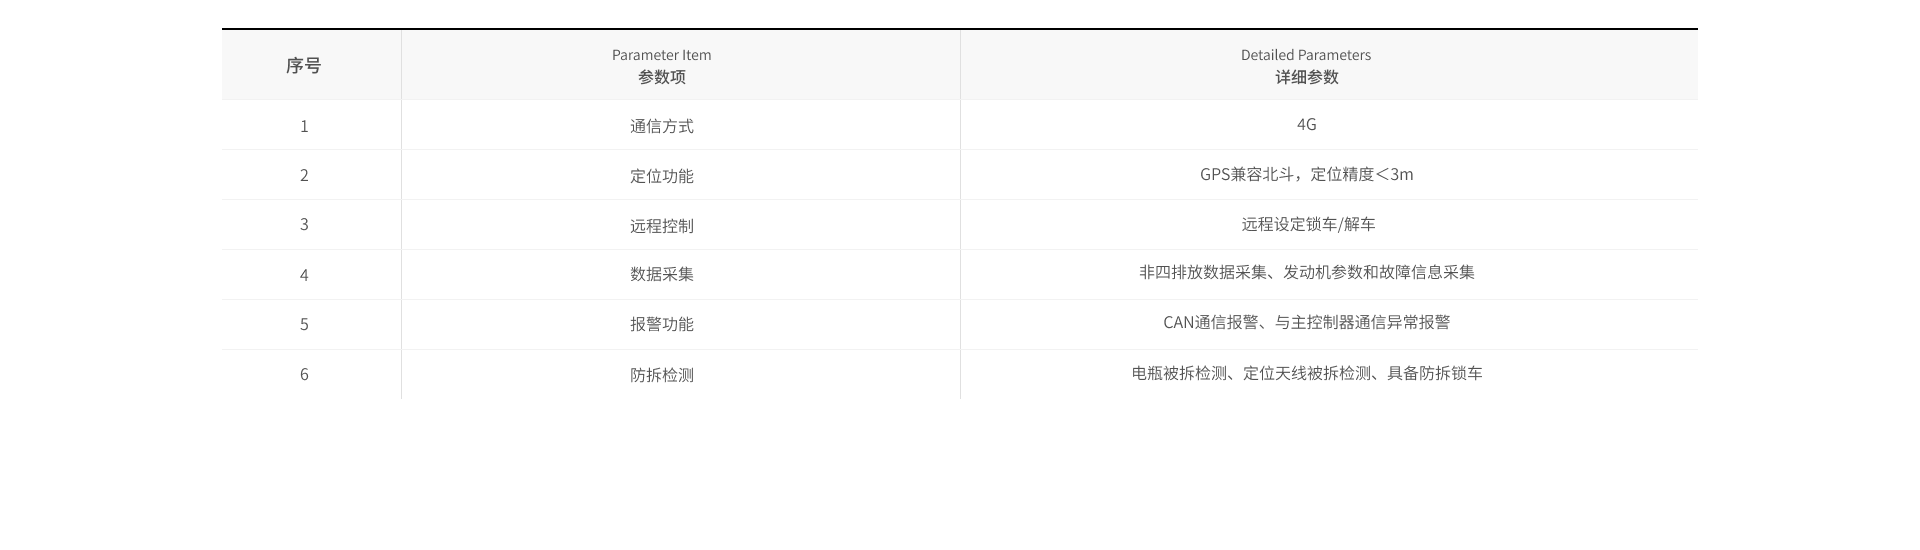 序号
Parameter Item
参数项
Detailed Parameters
详细参数
1
通信方式
4G
2
定位功能
GPS兼容北斗，定位精度＜3m
3
远程控制
远程设定锁车/解车
4
数据采集
非四排放数据采集、发动机参数和故障信息采集
5
报警功能
CAN通信报警、与主控制器通信异常报警
6
防拆检测
电瓶被拆检测、定位天线被拆检测、具备防拆锁车